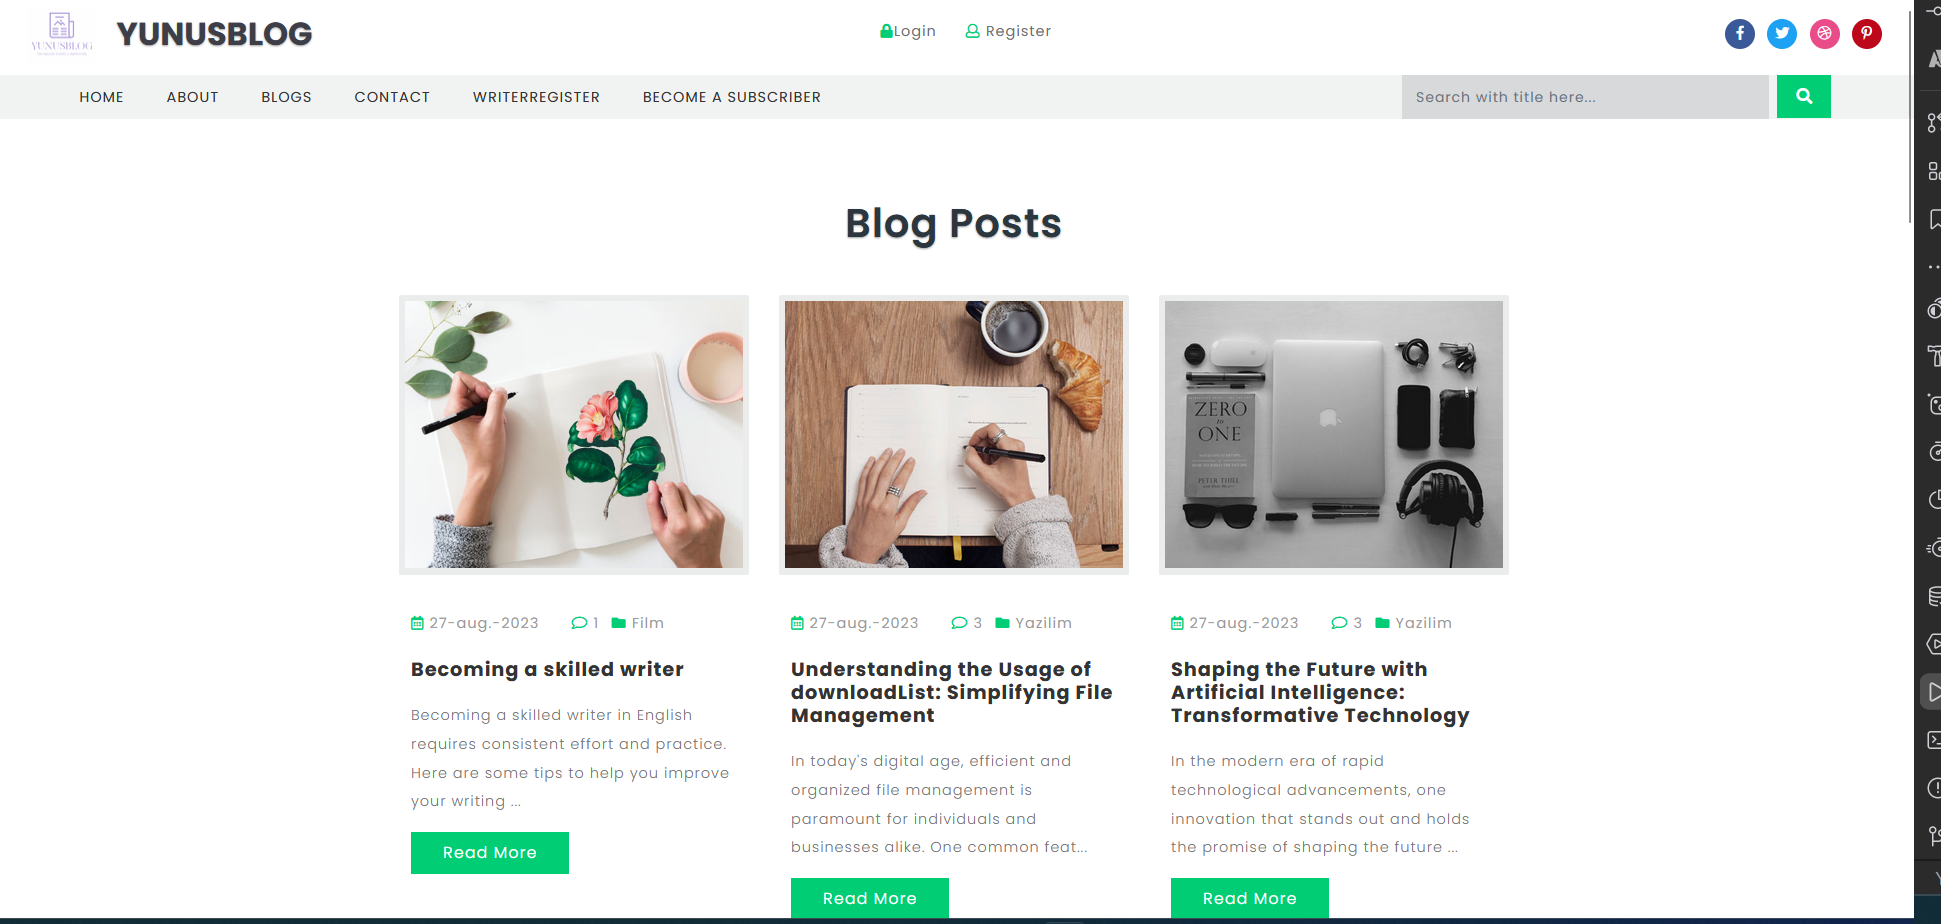 YUNUSBLOG
YUNUSBLOG
Login
Register
HOME
ABOUT
BLOGS
CONTACT
WRITERREGISTER
BECOME A SUBSCRIBER
Search with title here...
Blog Posts
ZERO
to
ONE
PETER THIEL
27-aug.-2023 1 Film
Becoming a skilled writer
Becoming a skilled writer in English
requires consistent effort and practice.
Here are some tips to help you improve
your writing ...
Read More
27-aug.-2023 3 Yazilim
Understanding the Usage of
downloadList: Simplifying File
Management
In today's digital age, efficient and
organized file management is
paramount for individuals and
businesses alike. One common feat...
Read More
27-aug.-2023 3 Yazilim
Shaping the Future with
Artificial Intelligence:
Transformative Technology
In the modern era of rapid
technological advancements, one
innovation that stands out and holds
the promise of shaping the future ...
Read More